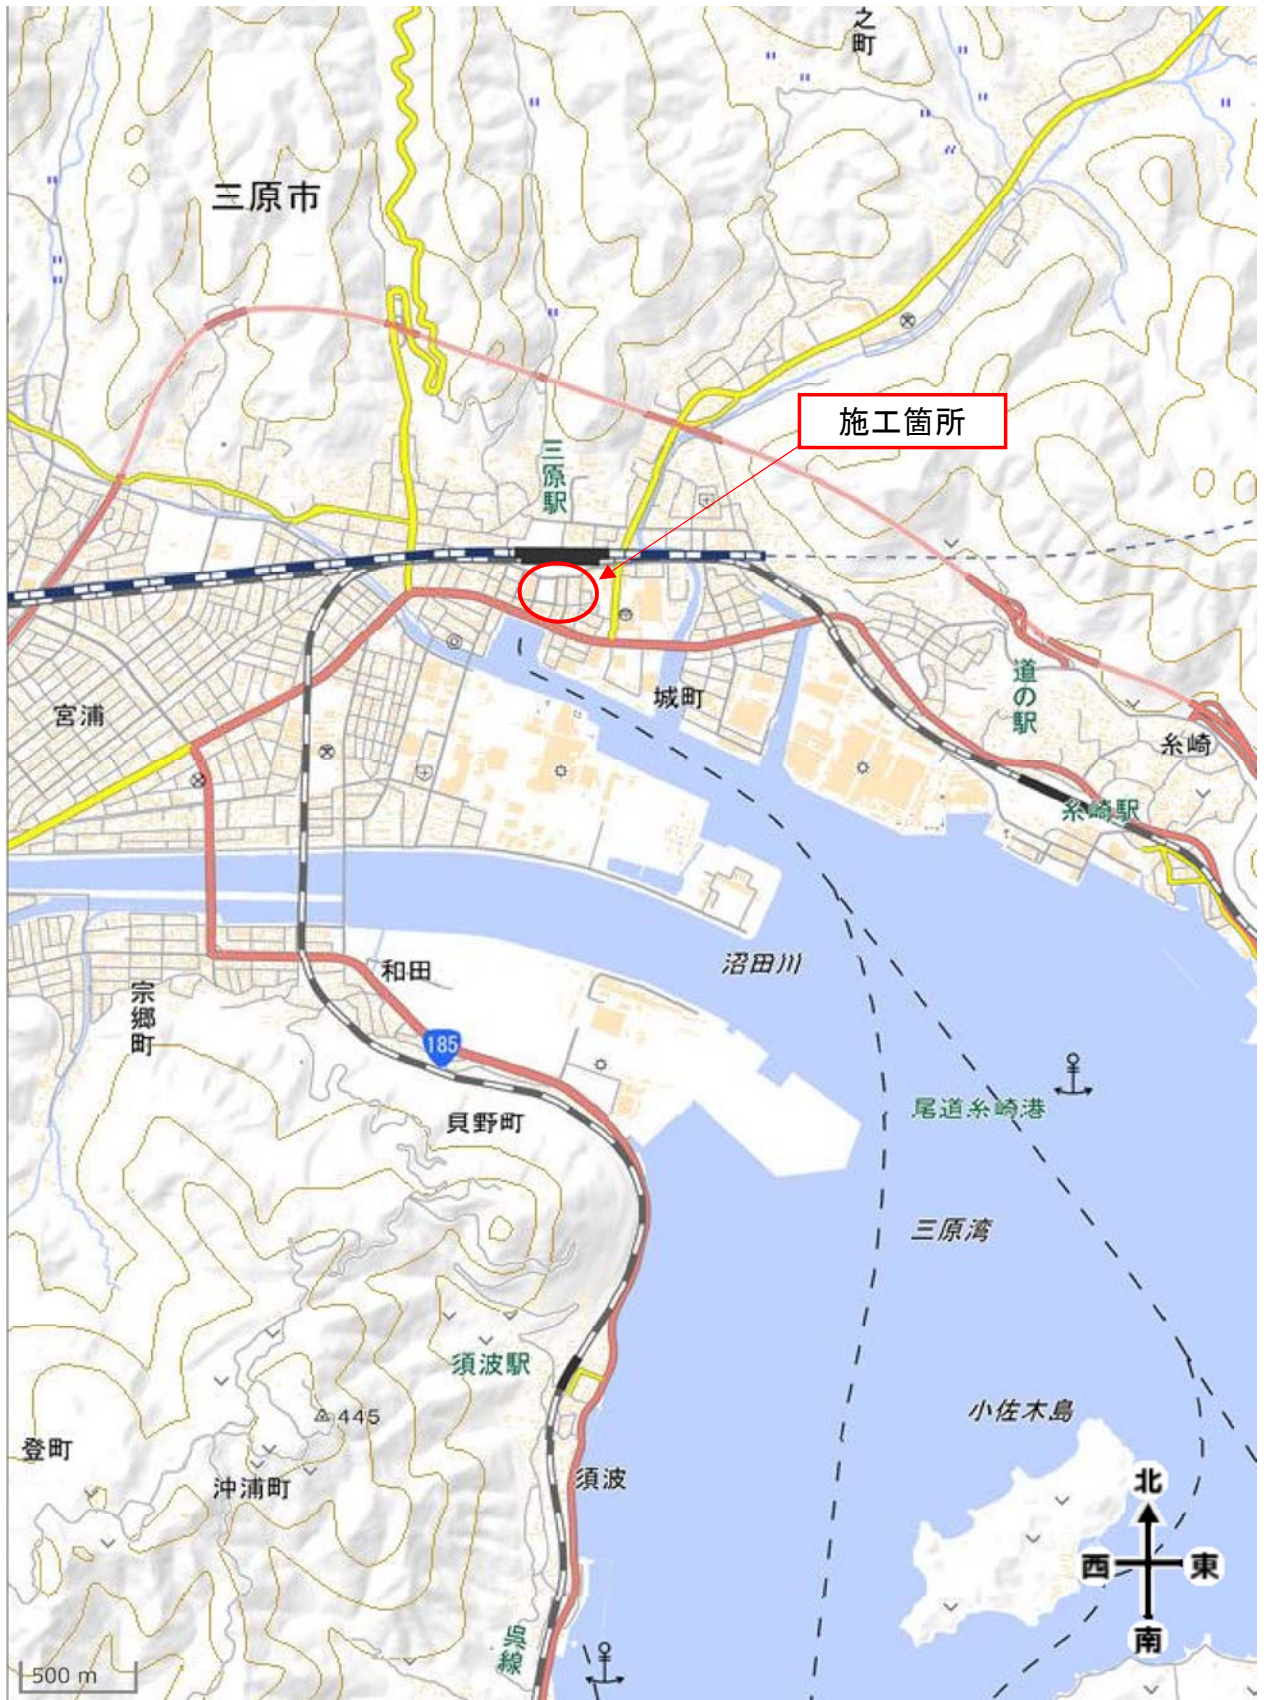 之町
三原市
施工箇所
三原駅
城町
道の駅
宮浦
糸崎
糸崎駅
沼田川
和田
宗郷町
185
尾道糸崎港
貝野町
三原湾
須波駅
小佐木島
445
登町
沖浦町
須波
北
西
東
南
呉線
500 m